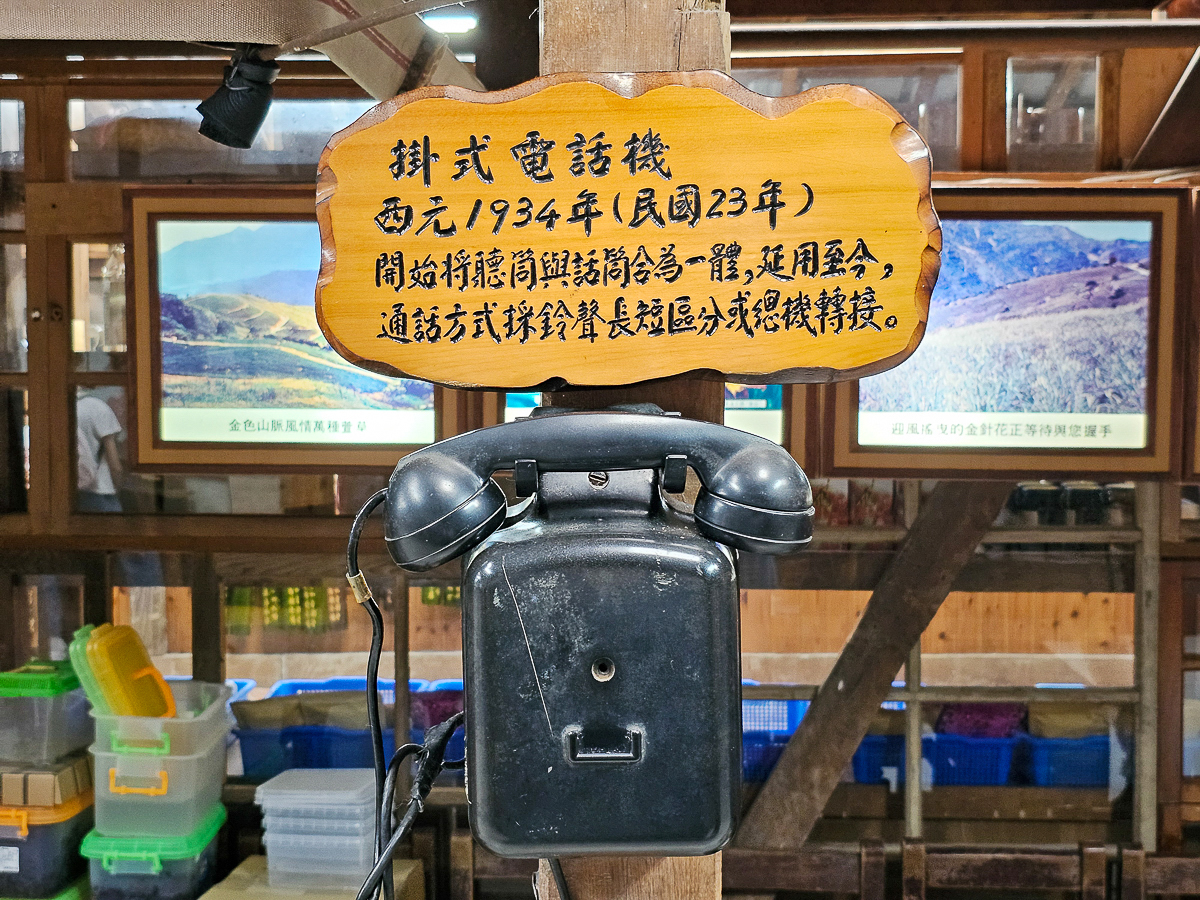 掛式電話機
西元1934年(民國23年)
開始將聽筒與話筒合為一體,延用至今,
通話方式採鈴聲長短區分或總機轉接。
金色山脈風情萬種萱草
迎風搖曳的金針花正等待與您握手